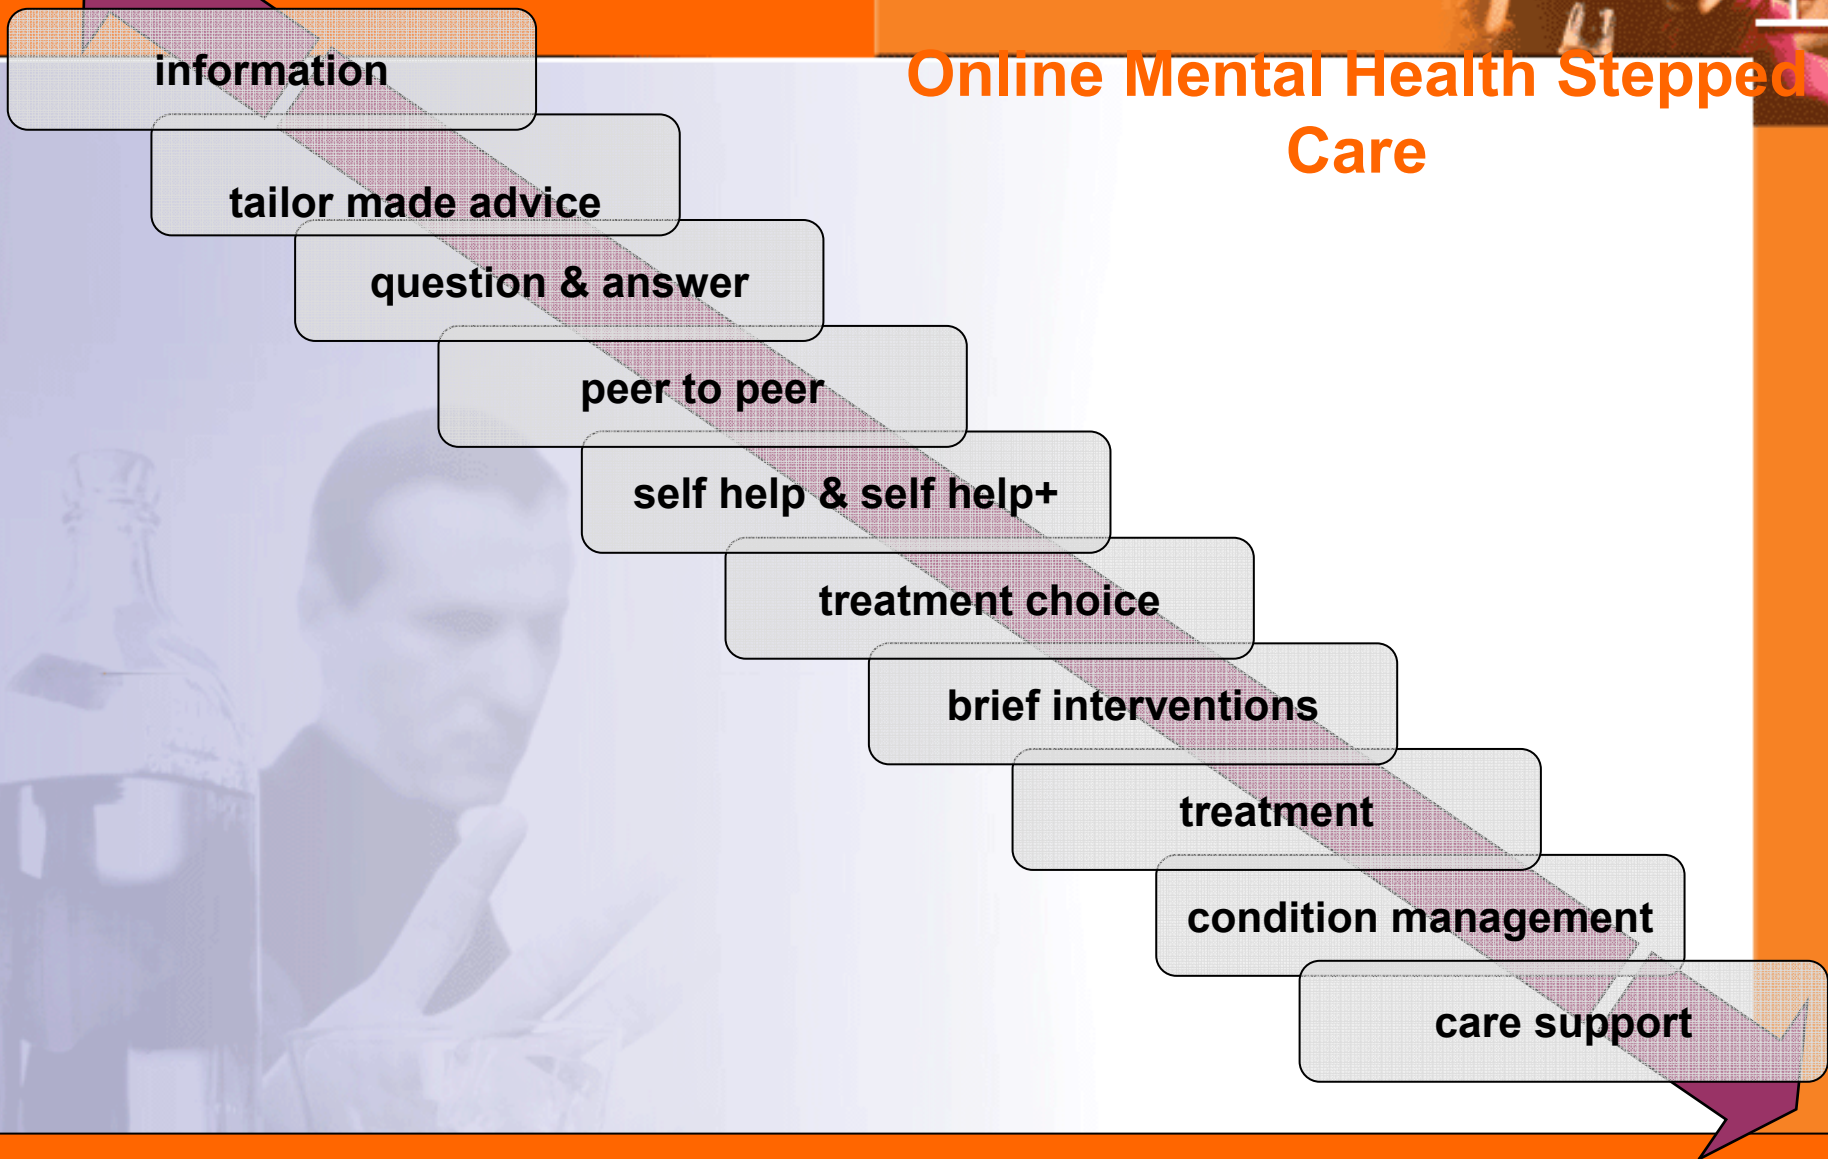 information
Online Mental Health Stepped
Care
tailor made advice
question & answer
peer to peer
self help & self help+
treatment choice
brief interventions
treatment
condition management
care support